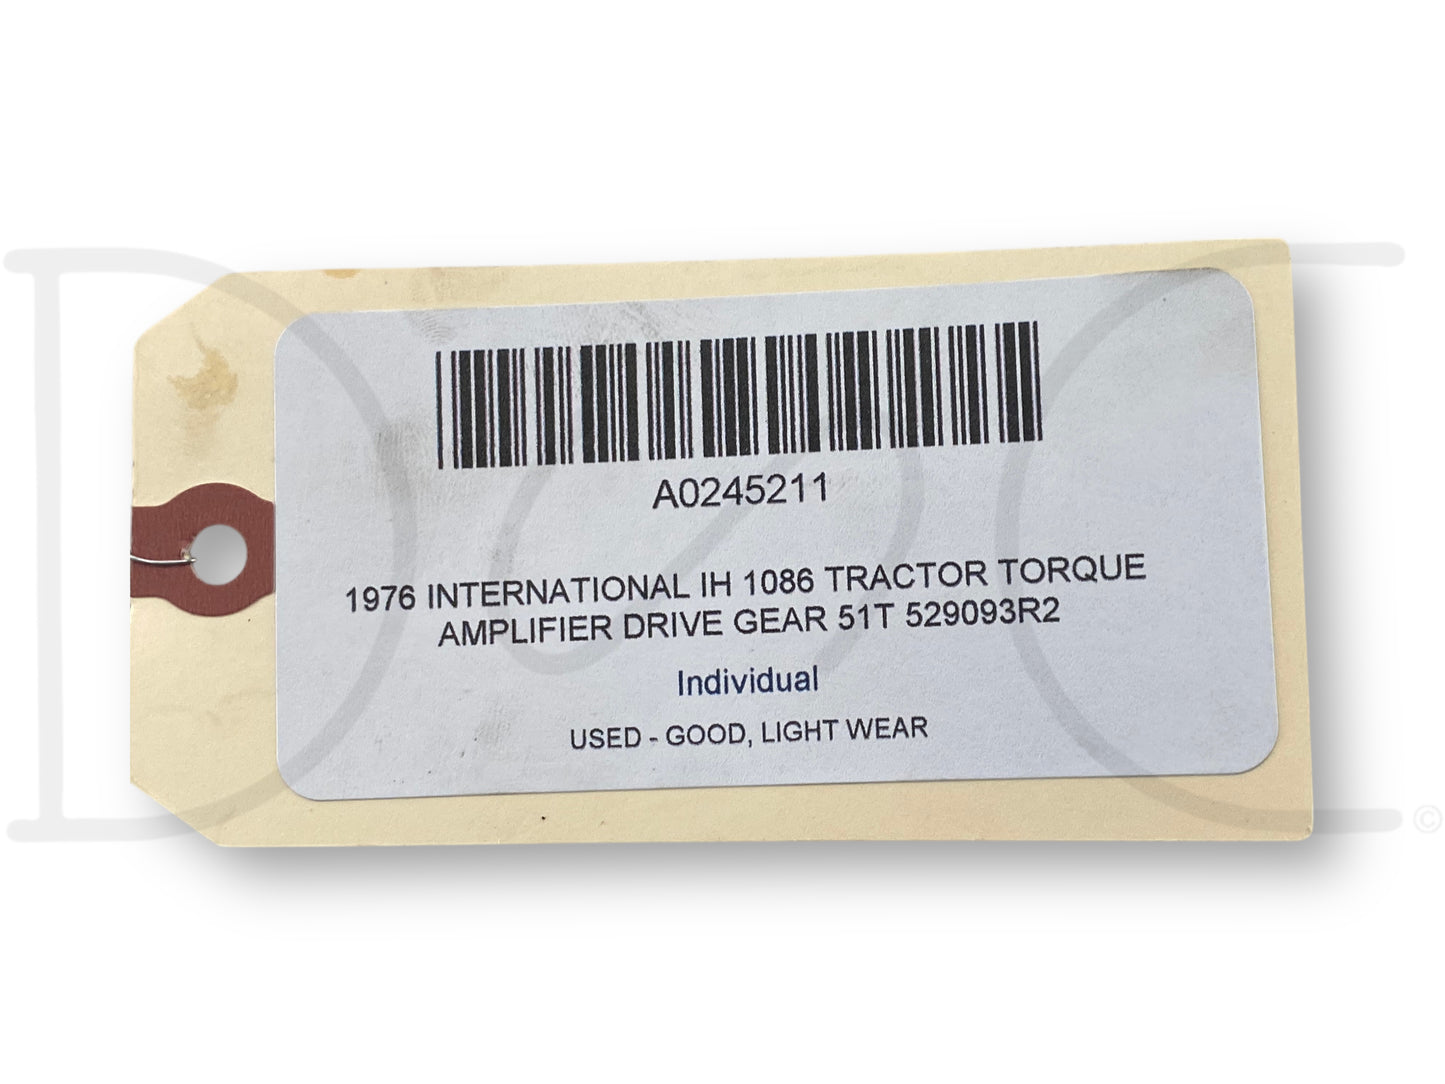 A0245211
1976 INTERNATIONAL IH 1086 TRACTOR TORQUE
AMPLIFIER DRIVE GEAR 51T 529093R2
Individual
USED - GOOD, LIGHT WEAR
©